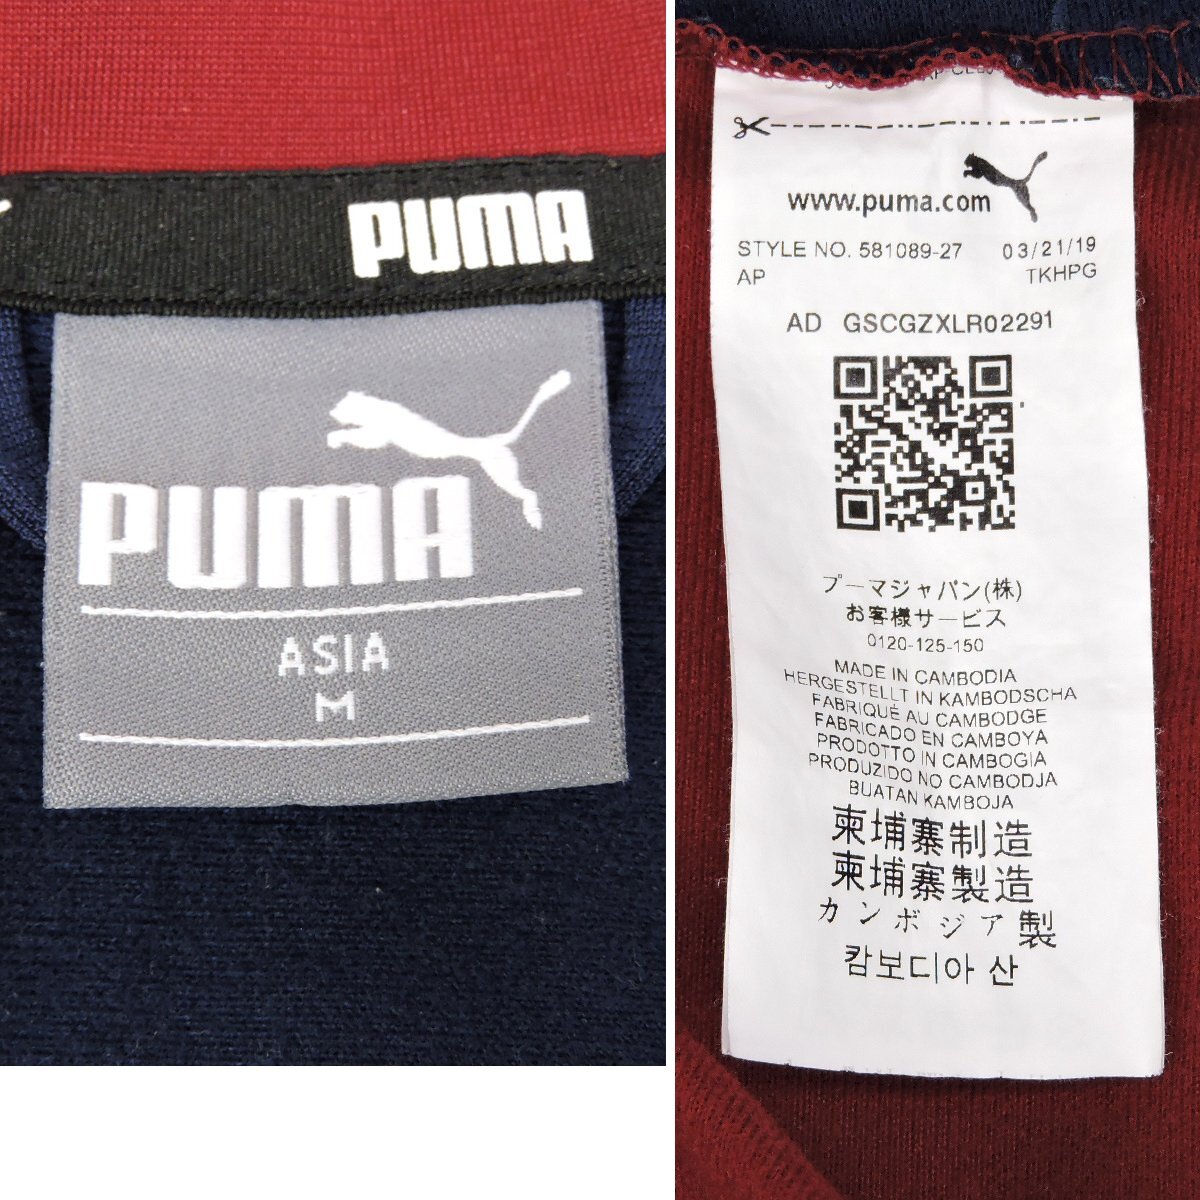 PUMA
PUMA
ASIA
M
www.puma.com
STYLE NO. 581089-27 03/21/19
AP TKHPG
AD GSCGZXLR02291
プーマジャパン(株)
お客様サービス
0120-125-150
MADE IN CAMBODIA
HERGESTELLT IN KAMBODSCHA
FABRIQUÉ AU CAMBODGE
FABRICADO EN CAMBOYA
PRODOTTO IN CAMBOGIA
PRODUZIDO NO CAMBODJA
BUATAN KAMBOJA
柬埔寨制造
柬埔寨製造
カンボジア製
캄보디아 산